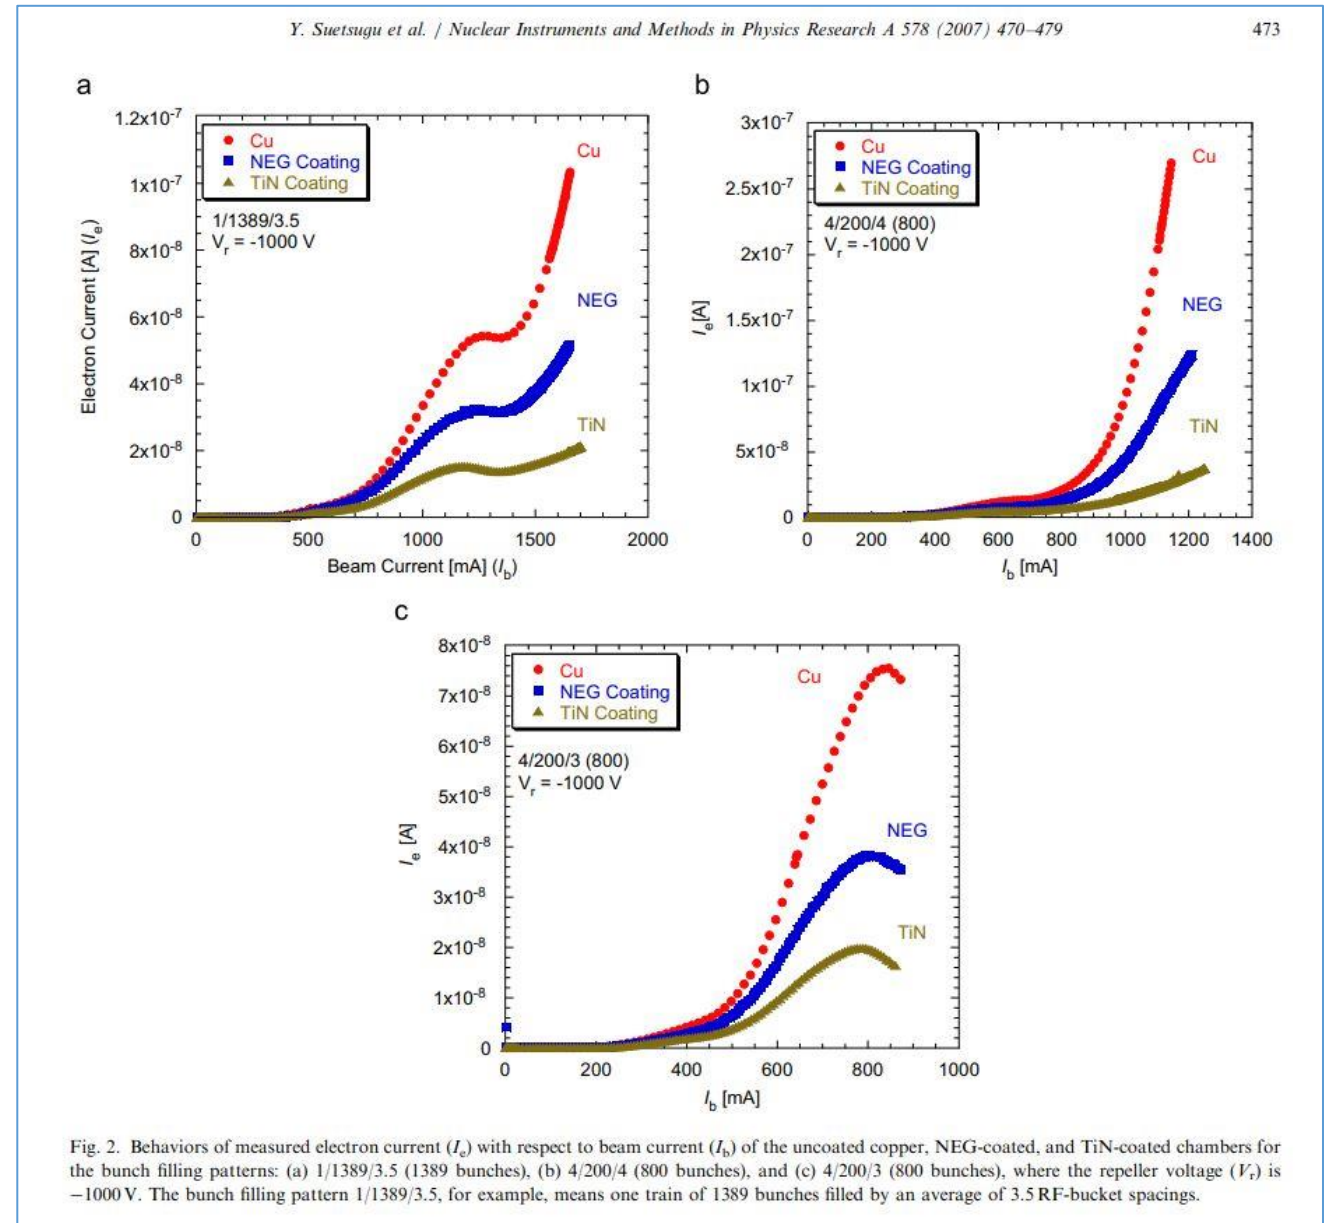 Y. Suetsugu et al. / Nuclear Instruments and Methods in Physics Research A 578 (2007) 470–479 473
a
1.2x10-7
1x10-7
8x10-8
6x10-8
4x10-8
2x10-8
0
Electron Current [A] (Ie)
Cu
NEG Coating
TiN Coating
1/1389/3.5
Vr = -1000 V
Cu
NEG
TiN
0 500 1000 1500 2000
Beam Current [mA] (Ib)
b
3x10-7
2.5x10-7
2x10-7
1.5x10-7
1x10-7
5x10-8
0
Ie[A]
Cu
NEG Coating
TiN Coating
4/200/4 (800)
Vr = -1000 V
Cu
NEG
TiN
0 200 400 600 800 1000 1200 1400
Ib [mA]
c
8x10-8
7x10-8
6x10-8
5x10-8
4x10-8
3x10-8
2x10-8
1x10-8
0
Ie [A]
Cu
NEG Coating
TiN Coating
4/200/3 (800)
Vr = -1000 V
Cu
NEG
TiN
0 200 400 600 800 1000
Ib [mA]
Fig. 2. Behaviors of measured electron current (Ie) with respect to beam current (Ib) of the uncoated copper, NEG-coated, and TiN-coated chambers for
the bunch filling patterns: (a) 1/1389/3.5 (1389 bunches), (b) 4/200/4 (800 bunches), and (c) 4/200/3 (800 bunches), where the repeller voltage (Vr) is
−1000 V. The bunch filling pattern 1/1389/3.5, for example, means one train of 1389 bunches filled by an average of 3.5 RF-bucket spacings.